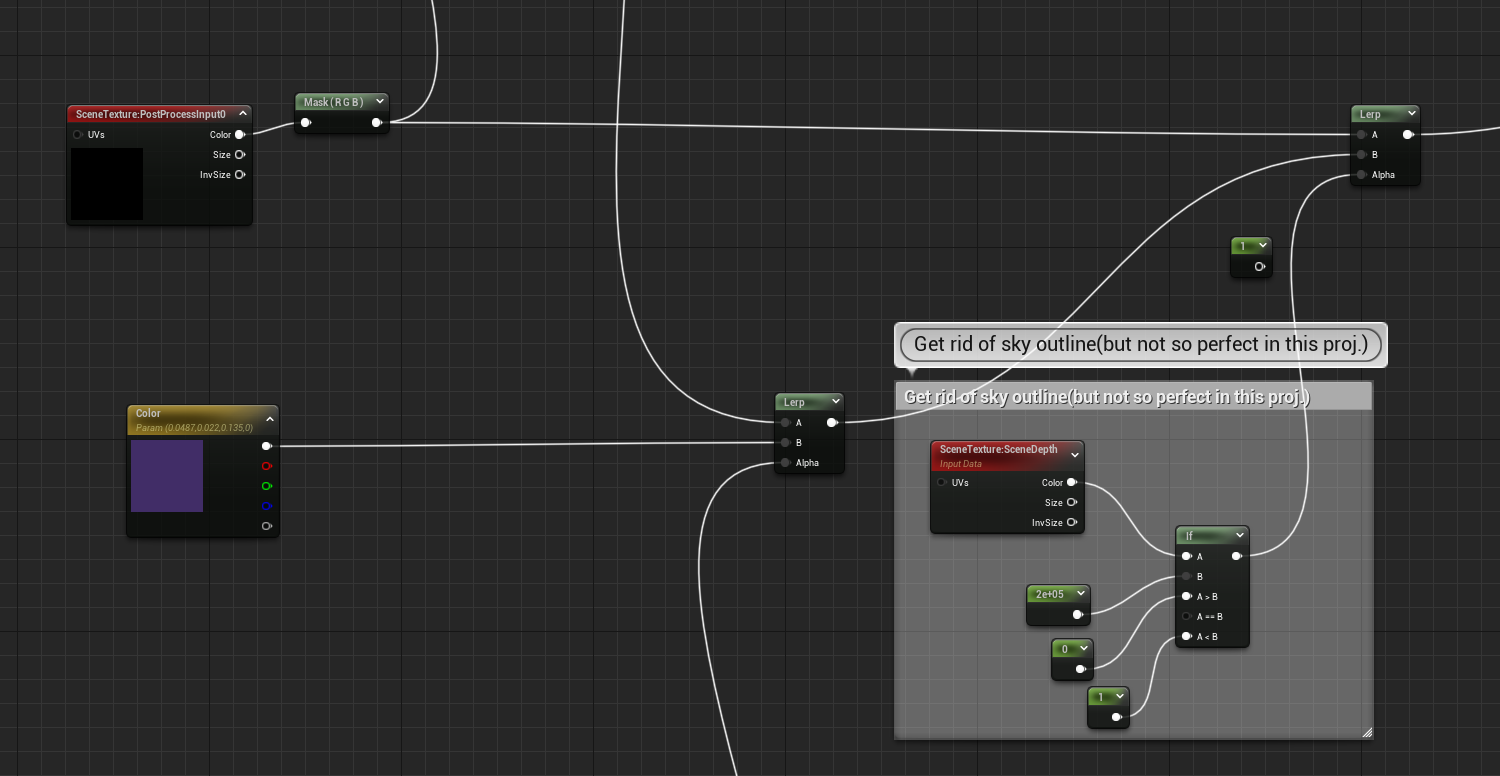 SceneTexture:PostProcessInput0
UVs
Color
Size
InvSize
Mask ( R G B )
Lerp
A
B
Alpha
1
Get rid of sky outline(but not so perfect in this proj.)
Get rid of sky outline(but not so perfect in this proj.)
Color
Param (0.0487,0.022,0.135,0)
Lerp
A
B
Alpha
SceneTexture:SceneDepth
Input Data
UVs
Color
Size
InvSize
If
A
B
A > B
A == B
A < B
2e+05
0
1